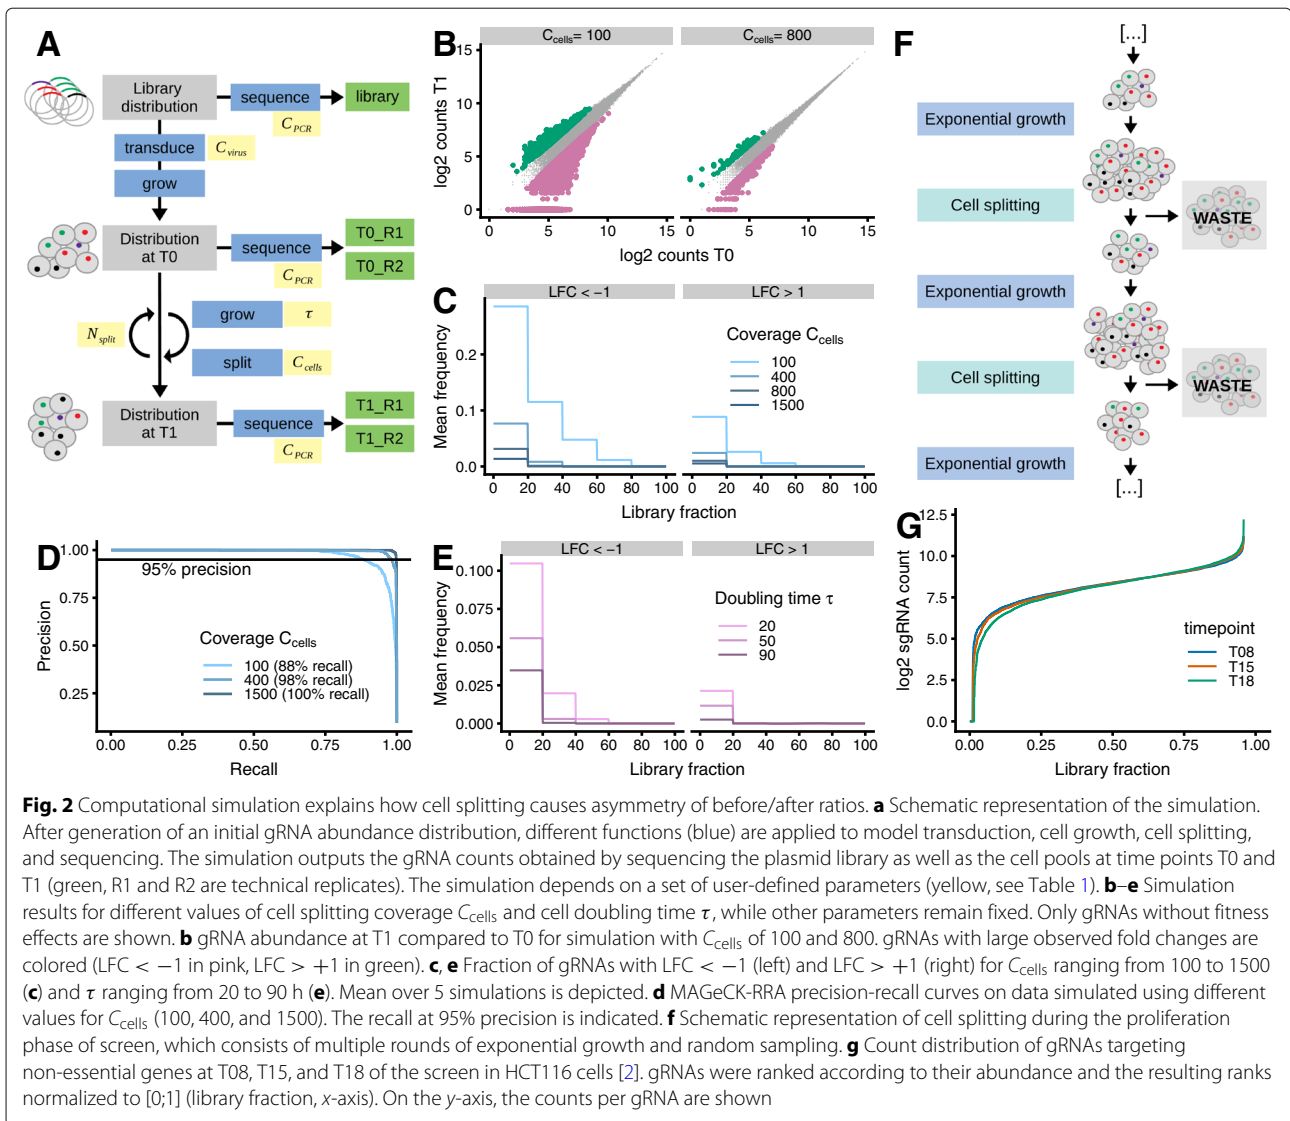 A
Library
distribution
sequence
library
C_PCR
transduce
C_virus
grow
Distribution
at T0
sequence
T0_R1
T0_R2
C_PCR
N_split
grow
τ
split
C_cells
Distribution
at T1
sequence
T1_R1
T1_R2
C_PCR
B
C_cells= 100
C_cells= 800
log2 counts T1
15
10
5
0
0 5 10 15
0 5 10 15
log2 counts T0
C
LFC < −1
LFC > 1
Mean frequency
0.2
0.1
0.0
Coverage C_cells
100
400
800
1500
0 20 40 60 80 100
0 20 40 60 80 100
Library fraction
F
[...]
Exponential growth
Cell splitting
WASTE
Exponential growth
Cell splitting
WASTE
Exponential growth
[...]
D
Precision
1.00
0.75
0.50
0.25
95% precision
Coverage C_cells
100 (88% recall)
400 (98% recall)
1500 (100% recall)
0.00 0.25 0.50 0.75 1.00
Recall
E
LFC < −1
LFC > 1
Mean frequency
0.100
0.075
0.050
0.025
0.000
Doubling time τ
20
50
90
0 20 40 60 80 100
0 20 40 60 80 100
Library fraction
G
log2 sgRNA count
12.5
10.0
7.5
5.0
2.5
0.0
timepoint
T08
T15
T18
0.00 0.25 0.50 0.75 1.00
Library fraction
Fig. 2 Computational simulation explains how cell splitting causes asymmetry of before/after ratios. a Schematic representation of the simulation.
After generation of an initial gRNA abundance distribution, different functions (blue) are applied to model transduction, cell growth, cell splitting,
and sequencing. The simulation outputs the gRNA counts obtained by sequencing the plasmid library as well as the cell pools at time points T0 and
T1 (green, R1 and R2 are technical replicates). The simulation depends on a set of user-defined parameters (yellow, see Table 1). b–e Simulation
results for different values of cell splitting coverage C_cells and cell doubling time τ, while other parameters remain fixed. Only gRNAs without fitness
effects are shown. b gRNA abundance at T1 compared to T0 for simulation with C_cells of 100 and 800. gRNAs with large observed fold changes are
colored (LFC < −1 in pink, LFC > +1 in green). c, e Fraction of gRNAs with LFC < −1 (left) and LFC > +1 (right) for C_cells ranging from 100 to 1500
(c) and τ ranging from 20 to 90 h (e). Mean over 5 simulations is depicted. d MAGeCK-RRA precision-recall curves on data simulated using different
values for C_cells (100, 400, and 1500). The recall at 95% precision is indicated. f Schematic representation of cell splitting during the proliferation
phase of screen, which consists of multiple rounds of exponential growth and random sampling. g Count distribution of gRNAs targeting
non-essential genes at T08, T15, and T18 of the screen in HCT116 cells [2]. gRNAs were ranked according to their abundance and the resulting ranks
normalized to [0;1] (library fraction, x-axis). On the y-axis, the counts per gRNA are shown